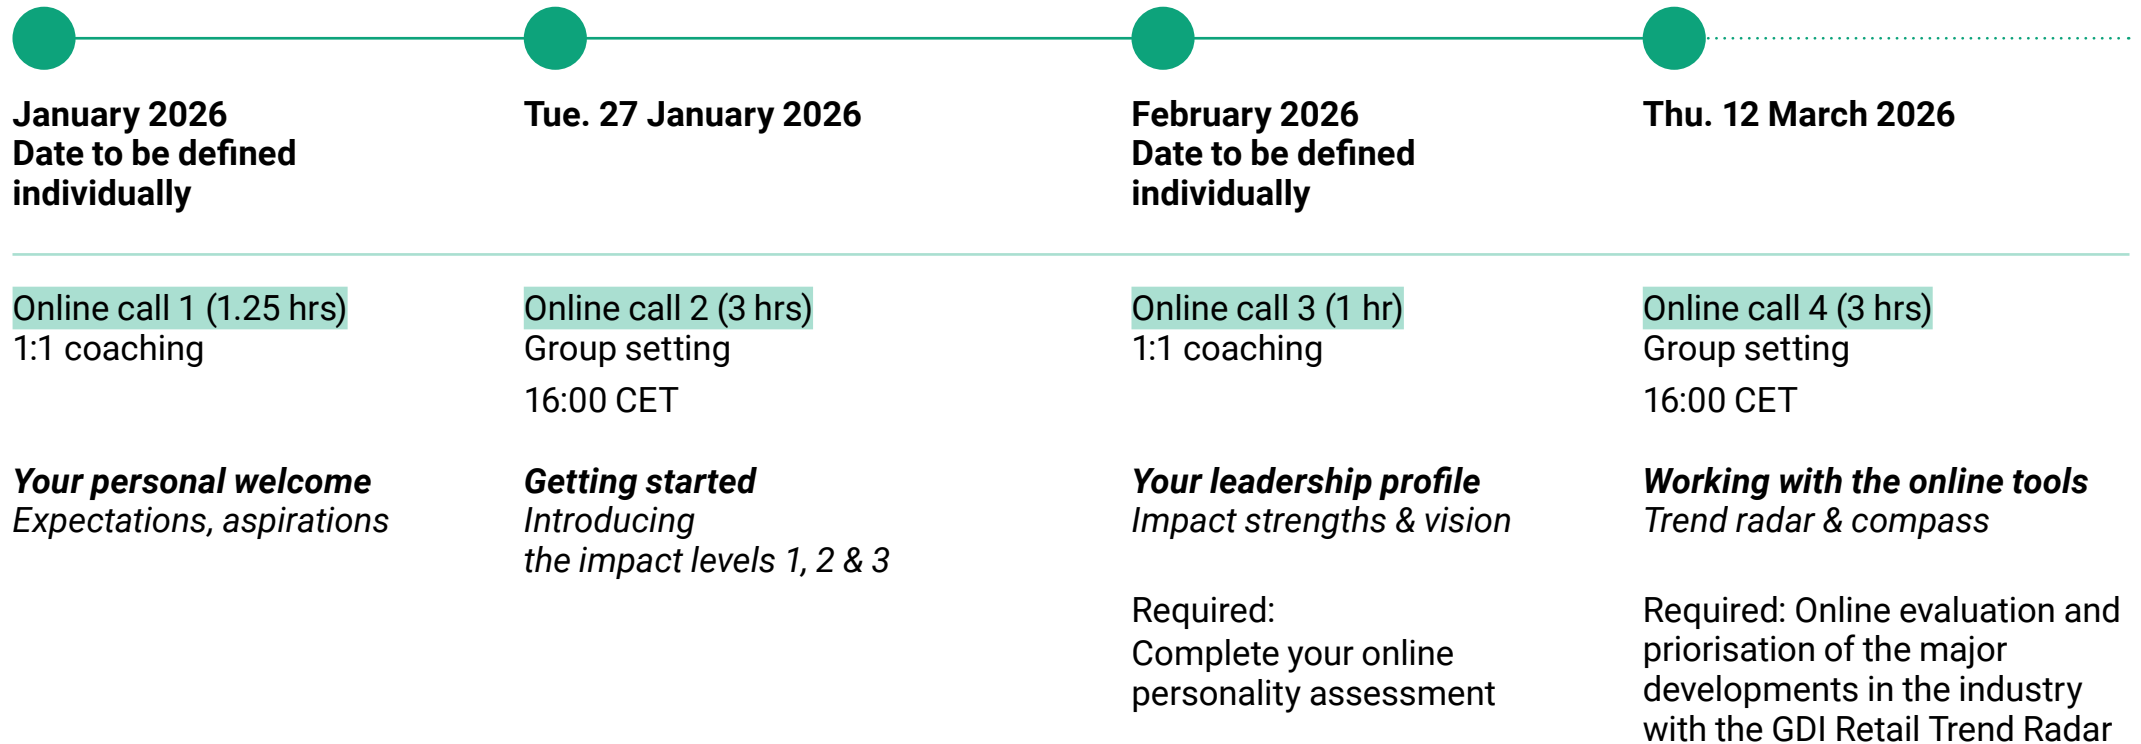 January 2026
Date to be defined
individually
Online call 1 (1.25 hrs)
1:1 coaching
Your personal welcome
Expectations, aspirations
Tue. 27 January 2026
Online call 2 (3 hrs)
Group setting
16:00 CET
Getting started
Introducing
the impact levels 1, 2 & 3
February 2026
Date to be defined
individually
Online call 3 (1 hr)
1:1 coaching
Your leadership profile
Impact strengths & vision
Required:
Complete your online
personality assessment
Thu. 12 March 2026
Online call 4 (3 hrs)
Group setting
16:00 CET
Working with the online tools
Trend radar & compass
Required: Online evaluation and
priorisation of the major
developments in the industry
with the GDI Retail Trend Radar